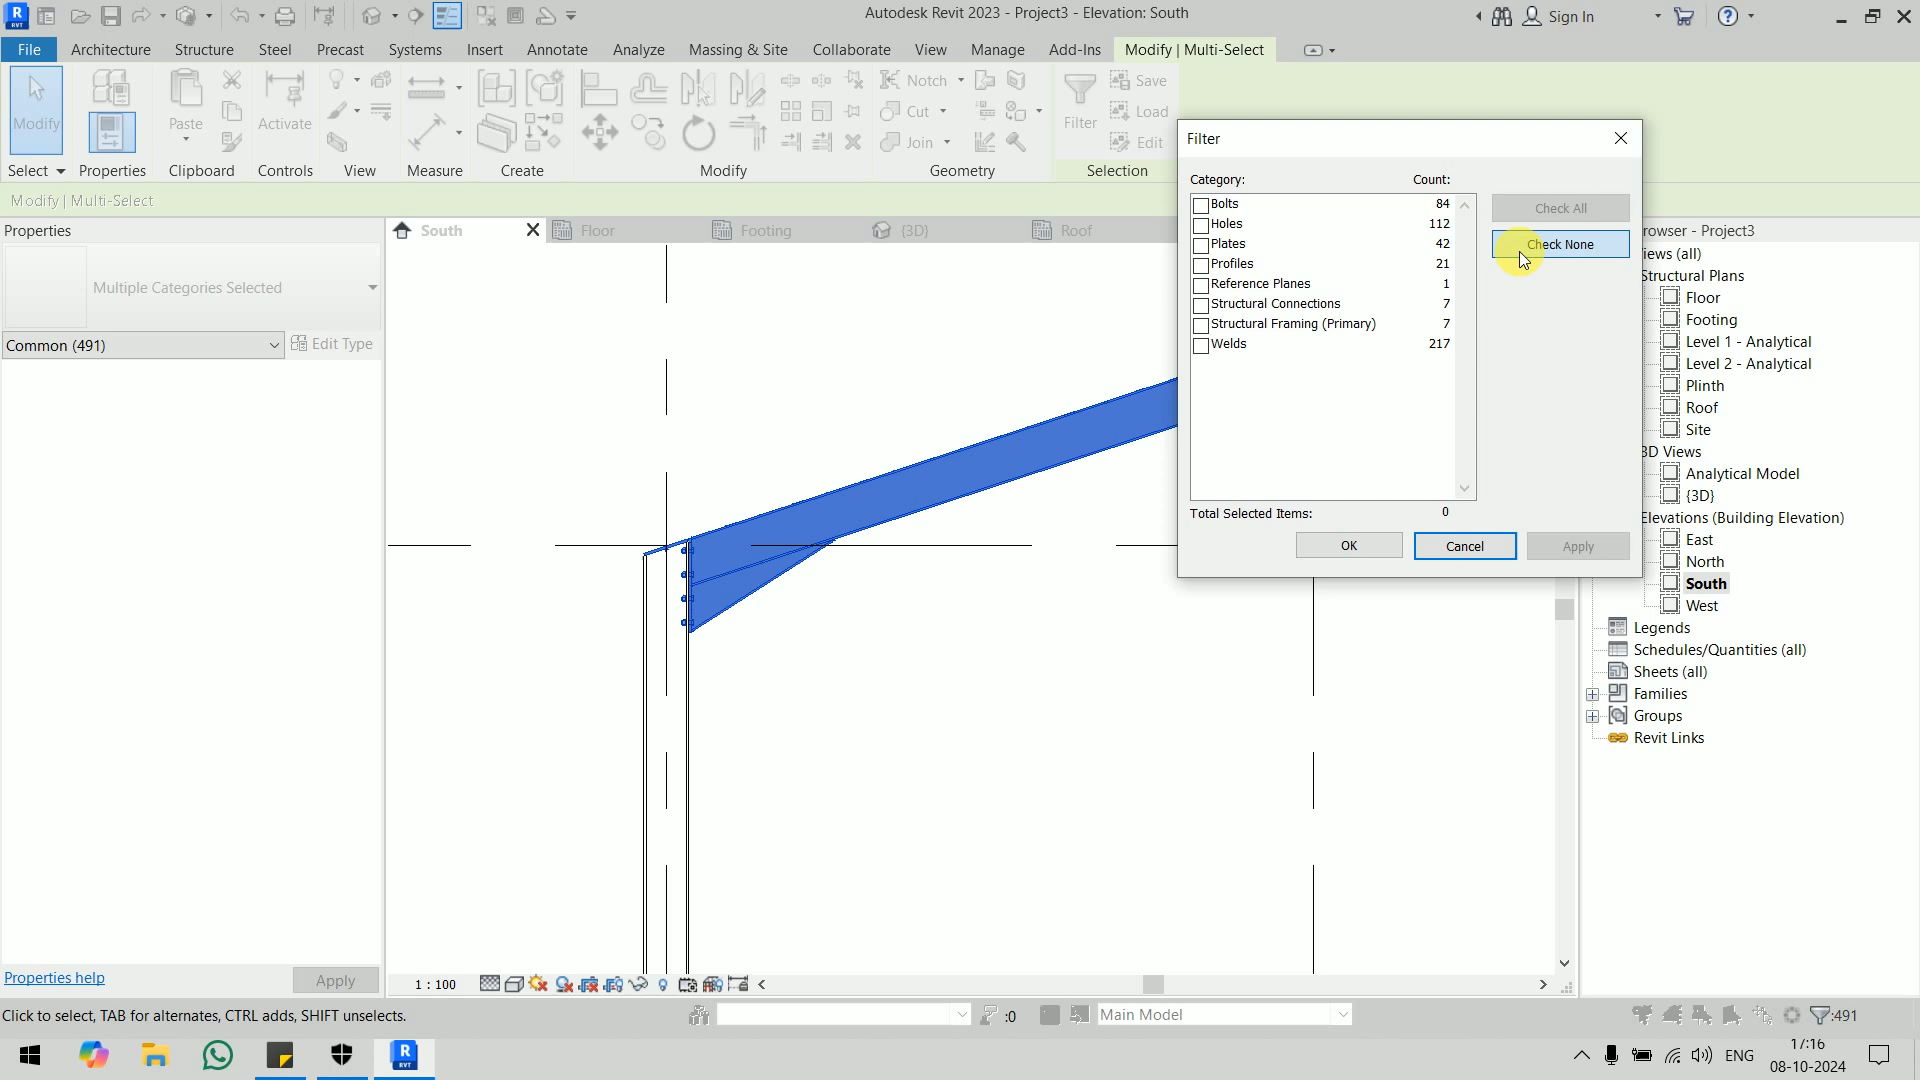 Autodesk Revit 2023 - Project3 - Elevation: South
Sign In
File Architecture Structure Steel Precast Systems Insert Annotate Analyze Massing & Site Collaborate View Manage Add-Ins Modify | Multi-Select
Modify
Paste
Activate
Notch
Cut
Join
Filter
Save
Load
Edit
Select Properties Clipboard Controls View Measure Create Modify Geometry Selection
Modify | Multi-Select
Properties
Multiple Categories Selected
Common (491)
Edit Type
Properties help
Apply
South
Floor
Footing
{3D}
Roof
Filter
Category: Count:
Bolts 84
Holes 112
Plates 42
Profiles 21
Reference Planes 1
Structural Connections 7
Structural Framing (Primary) 7
Welds 217
Check All
Check None
Total Selected Items: 0
OK
Cancel
Apply
rowser - Project3
iews (all)
Structural Plans
Floor
Footing
Level 1 - Analytical
Level 2 - Analytical
Plinth
Roof
Site
3D Views
Analytical Model
{3D}
Elevations (Building Elevation)
East
North
South
West
Legends
Schedules/Quantities (all)
Sheets (all)
Families
Groups
Revit Links
1 : 100
Click to select, TAB for alternates, CTRL adds, SHIFT unselects.
:0
Main Model
:491
ENG
17:16
08-10-2024